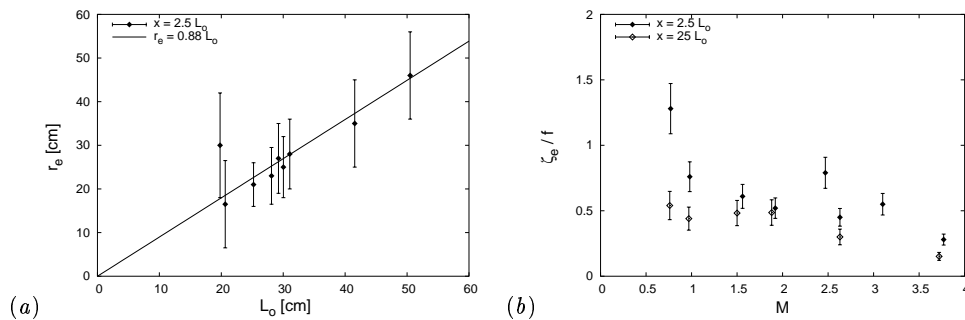 60
50
40
30
20
10
0
0 10 20 30 40 50 60
r_e [cm]
L_o [cm]
x = 2.5 L_o
r_e = 0.88 L_o
(a)
2
1.5
1
0.5
0
0 0.5 1 1.5 2 2.5 3 3.5 4
ζ_e / f
M
x = 2.5 L_o
x = 25 L_o
(b)